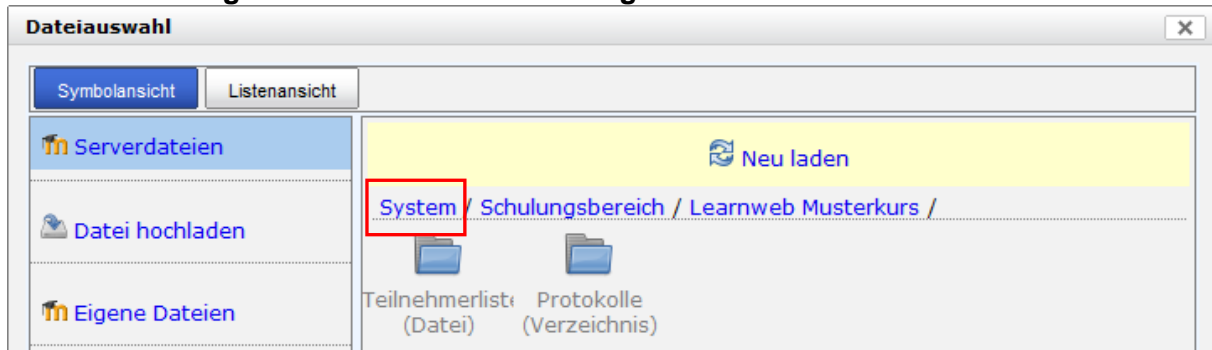 Dateiauswahl
Symbolansicht Listenansicht
Serverdateien
Neu laden
System / Schulungsbereich / Learnweb Musterkurs /
Datei hochladen
Teilnehmerliste Protokolle
(Datei) (Verzeichnis)
Eigene Dateien